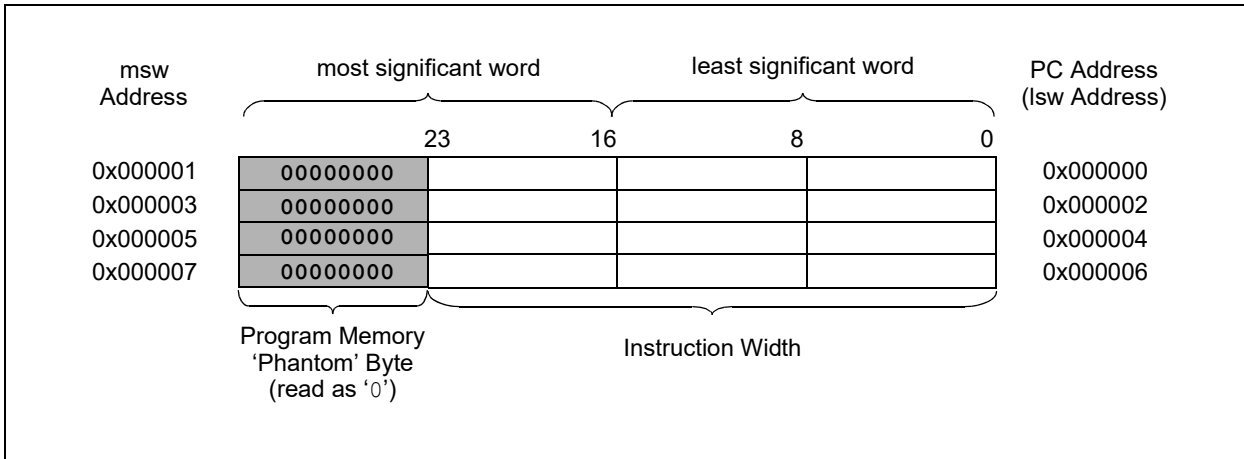 msw
Address
most significant word
least significant word
PC Address
(lsw Address)
23 16 8 0
0x000001 00000000 0x000000
0x000003 00000000 0x000002
0x000005 00000000 0x000004
0x000007 00000000 0x000006
Program Memory
‘Phantom’ Byte
(read as ‘0’)
Instruction Width